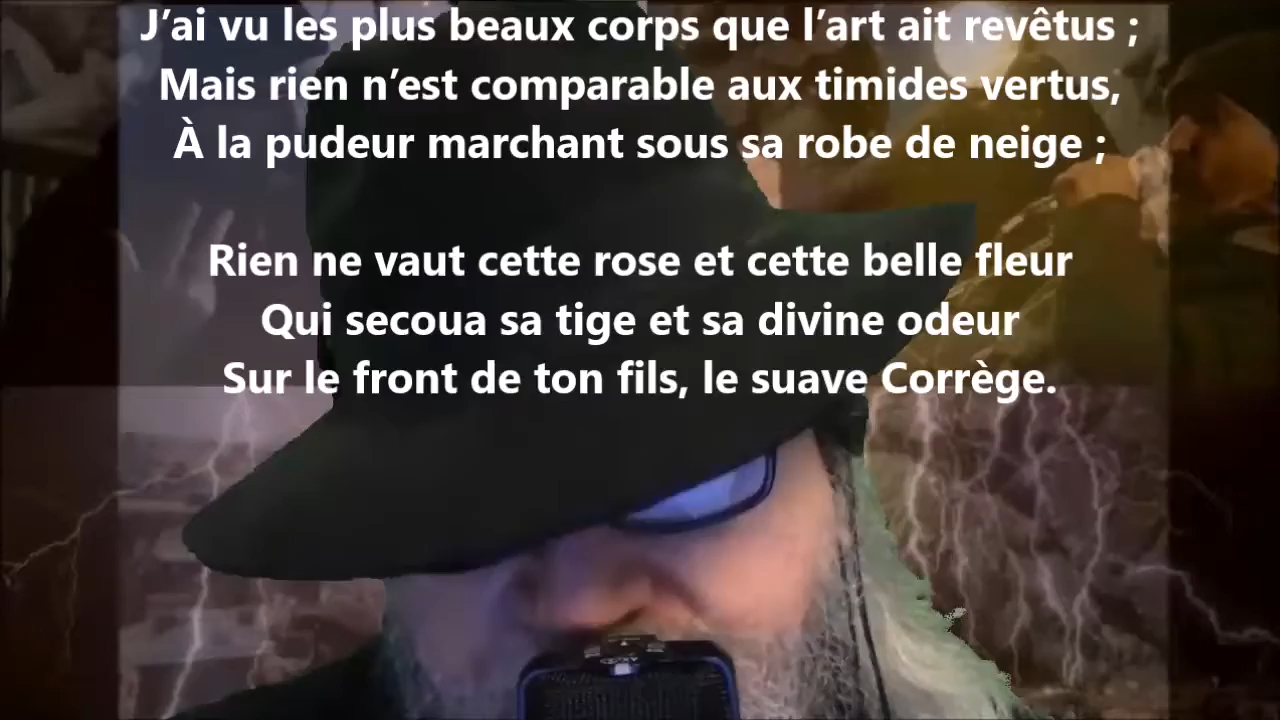 J’ai vu les plus beaux corps que l’art ait revêtus ;
Mais rien n’est comparable aux timides vertus,
À la pudeur marchant sous sa robe de neige ;
Rien ne vaut cette rose et cette belle fleur
Qui secoua sa tige et sa divine odeur
Sur le front de ton fils, le suave Corrège.